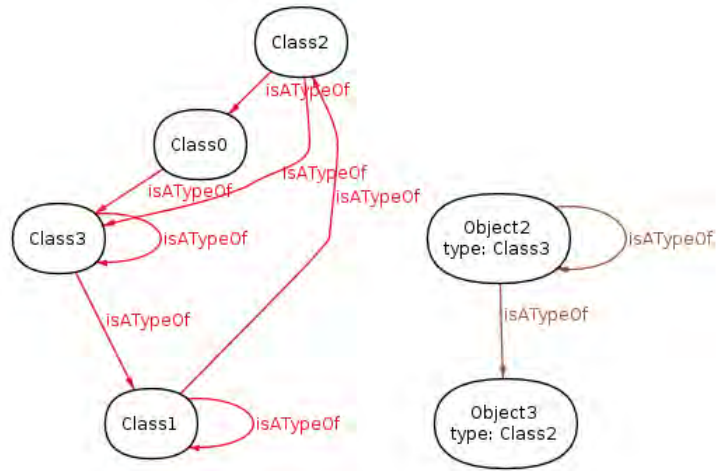 Class2
isATypeOf
Class0
isATypeOf
isATypeOf
isATypeOf
Class3
isATypeOf
Object2
type: Class3
isATypeOf
isATypeOf
isATypeOf
Class1
isATypeOf
Object3
type: Class2